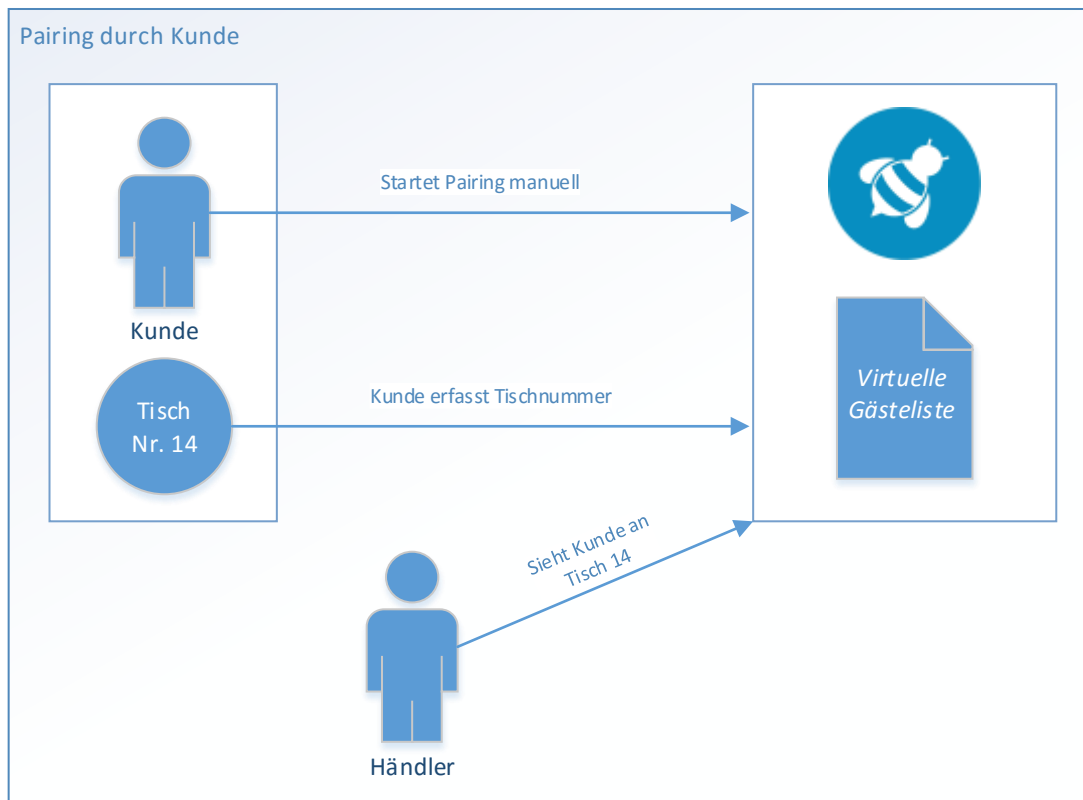 Pairing durch Kunde
Startet Pairing manuell
Kunde
Kunde erfasst Tischnummer
Tisch
Nr. 14
Virtuelle
Gästeliste
Sieht Kunde an
Tisch 14
Händler